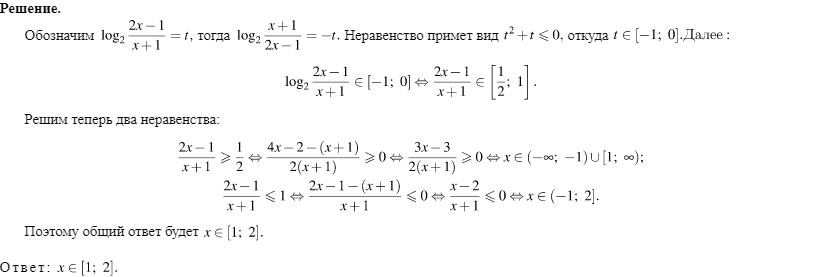 Решение.
Обозначим log₂ (2x − 1)/(x + 1) = t, тогда log₂ (x + 1)/(2x − 1) = −t. Неравенство примет вид t² + t ⩽ 0, откуда t ∈ [−1; 0].Далее :
log₂ (2x − 1)/(x + 1) ∈ [−1; 0] ⇔ (2x − 1)/(x + 1) ∈ [1/2; 1].
Решим теперь два неравенства:
(2x − 1)/(x + 1) ⩾ 1/2 ⇔ (4x − 2 − (x + 1))/(2(x + 1)) ⩾ 0 ⇔ (3x − 3)/(2(x + 1)) ⩾ 0 ⇔ x ∈ (−∞; −1) ∪ [1; ∞);
(2x − 1)/(x + 1) ⩽ 1 ⇔ (2x − 1 − (x + 1))/(x + 1) ⩽ 0 ⇔ (x − 2)/(x + 1) ⩽ 0 ⇔ x ∈ (−1; 2].
Поэтому общий ответ будет x ∈ [1; 2].
Ответ: x ∈ [1; 2].